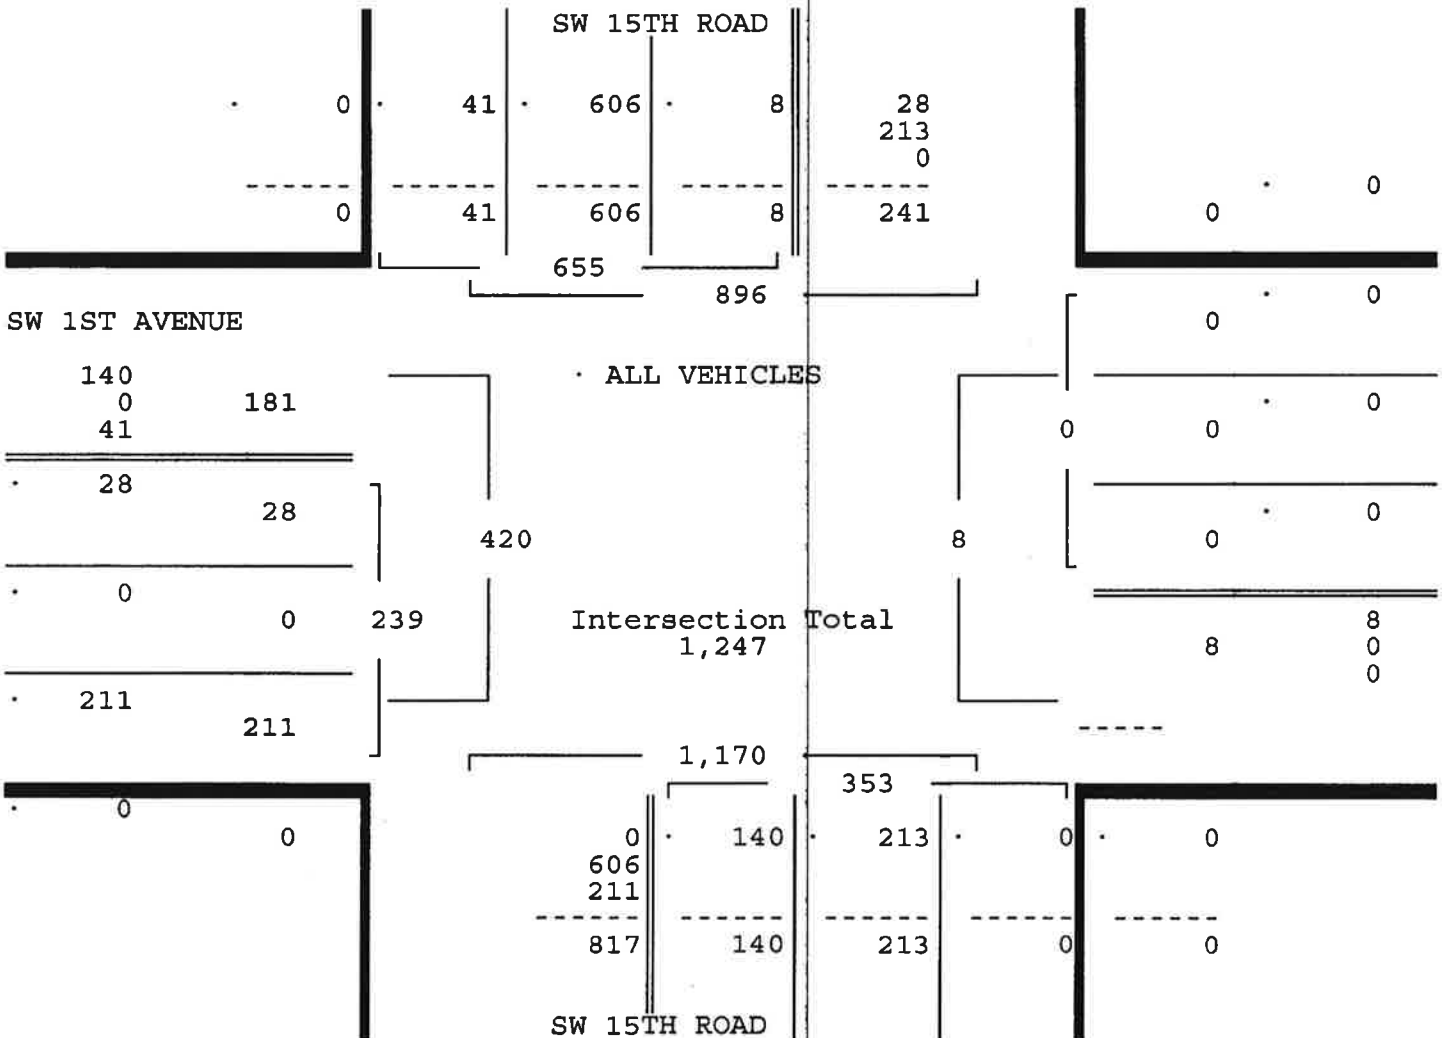 SW 15TH ROAD
· 0 · 41 · 606 · 8 28
213
0 
------ ------ ------ ------ ------ · 0
0 41 606 8 241 0
655
896 · 0
SW 1ST AVENUE 0
140 · ALL VEHICLES
0 181 · 0
41 0 0
· 28
28 · 0
420 8 0
· 0
0 239 Intersection Total 8
1,247 8 0
0
· 211
211 -----
1,170
353
· 0
0 0 · 140 · 213 · 0 · 0
606
211
------ ------ ------ ------ ------
817 140 213 0 0
SW 15TH ROAD